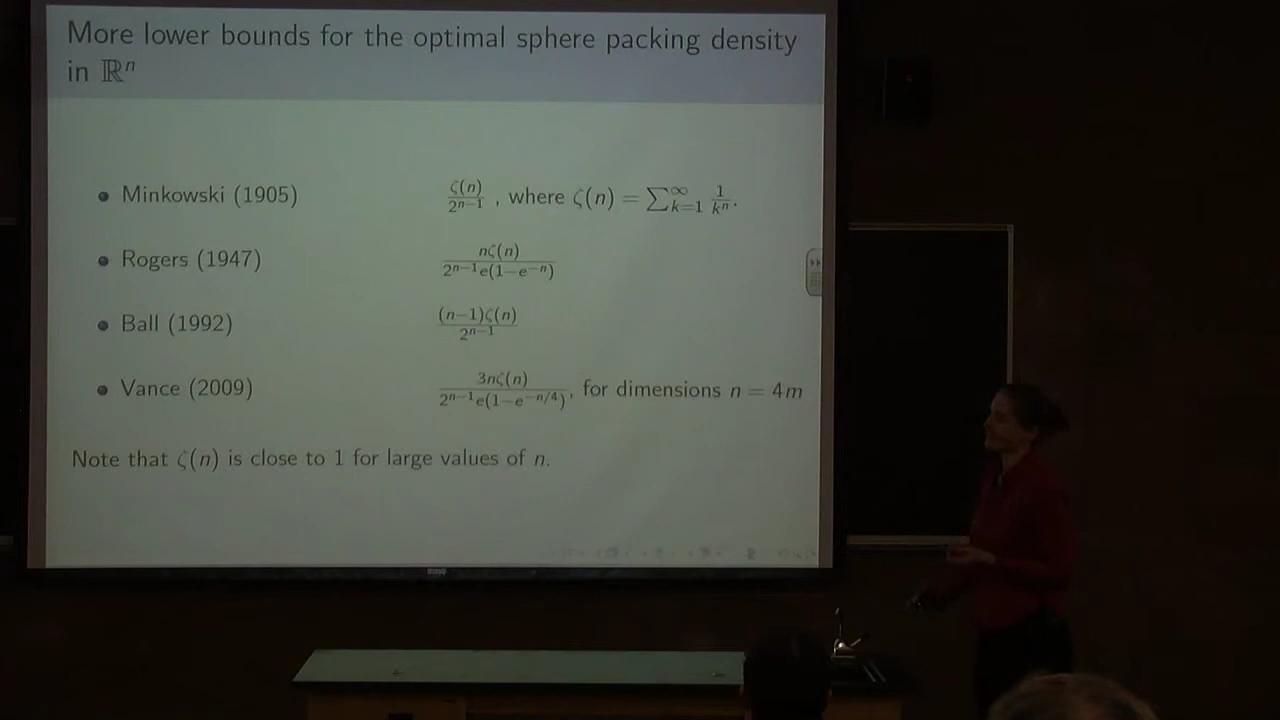 More lower bounds for the optimal sphere packing density
in ℝⁿ
• Minkowski (1905) ζ(n)/2ⁿ⁻¹ , where ζ(n) = ∑_{k=1}^{∞} 1/kⁿ.
• Rogers (1947) nζ(n)/2ⁿ⁻¹e(1−e⁻ⁿ)
• Ball (1992) (n−1)ζ(n)/2ⁿ⁻¹
• Vance (2009) 3nζ(n)/2ⁿ⁻¹e(1−e^{−n/4}), for dimensions n = 4m
Note that ζ(n) is close to 1 for large values of n.